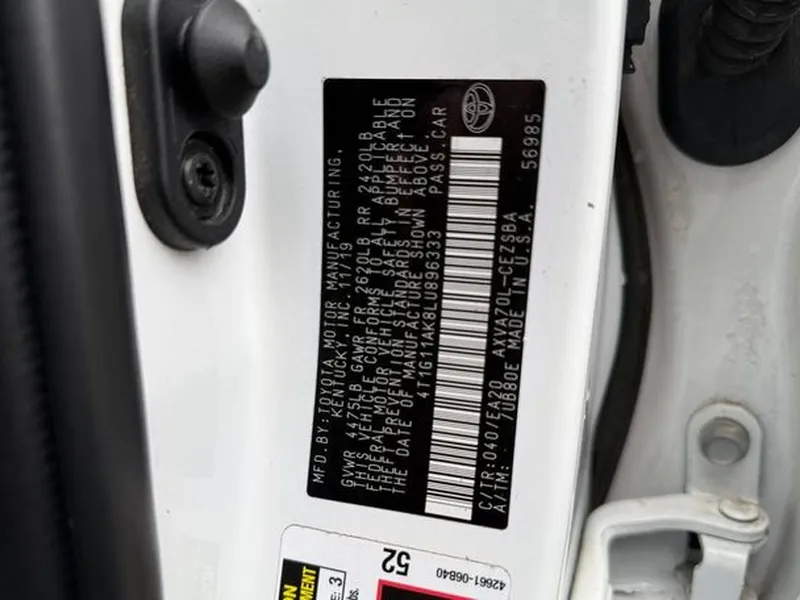 MFD. BY: TOYOTA MOTOR MANUFACTURING,
KENTUCKY, INC. 11/19
GVWR 4475LB GAWR FR 2620LB RR 2420LB
THIS VEHICLE CONFORMS TO ALL APPLICABLE
FEDERAL MOTOR VEHICLE SAFETY, BUMPER, AND
THEFT PREVENTION STANDARDS IN EFFECT ON
THE DATE OF MANUFACTURE SHOWN ABOVE.
4T1G11AK8LU896333 PASS.CAR
C/TR:040/EA20 AXVA70L-CEZSBA
A/TM: /UB80E MADE IN U.S.A. 56985
52
42661-06B40
: 3